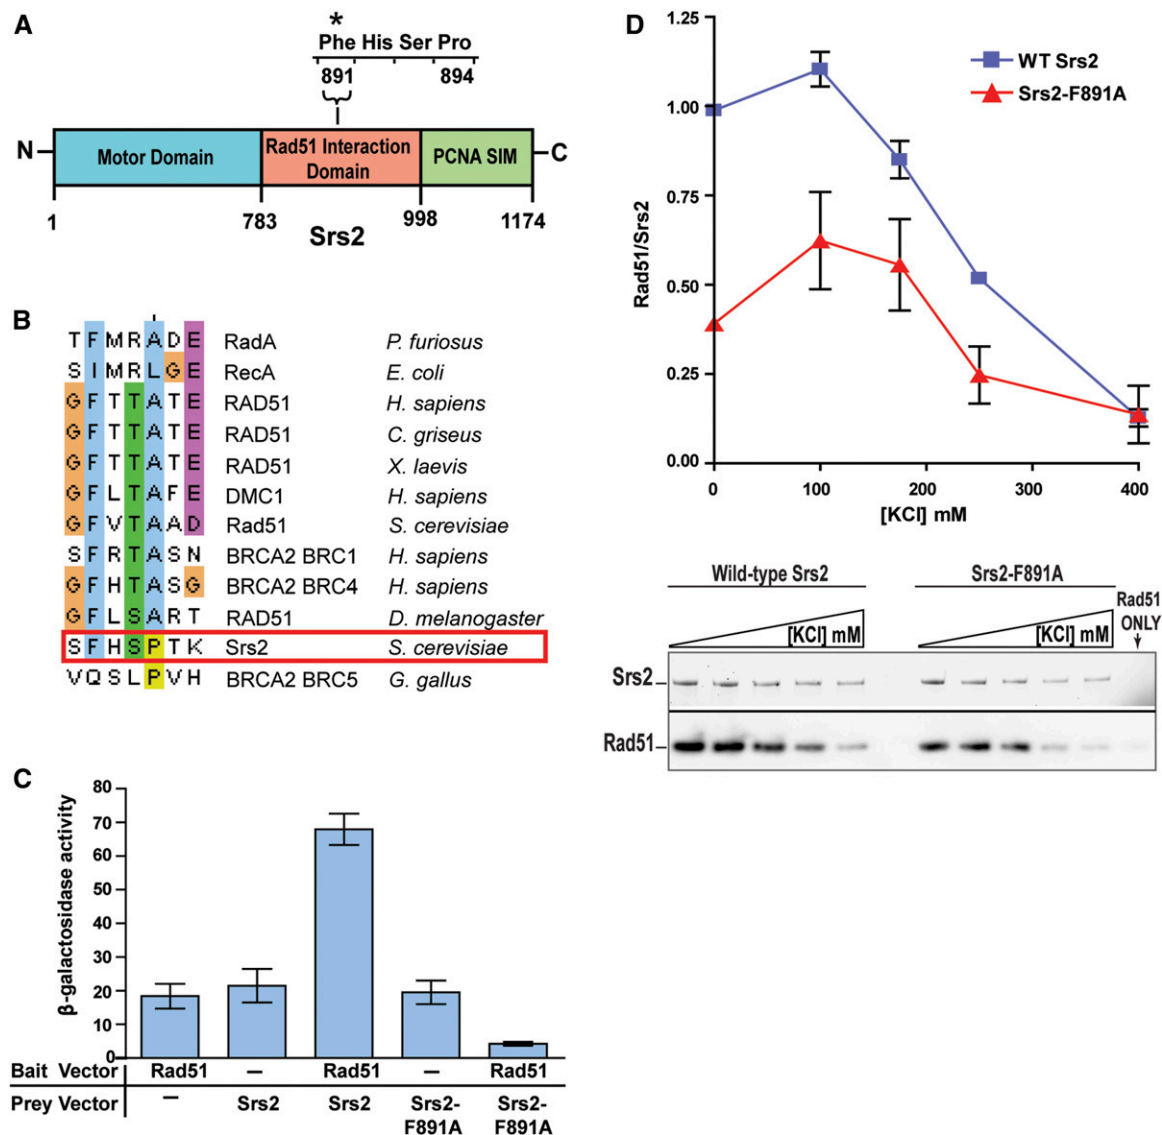 A
*
Phe His Ser Pro
891 894
N Motor Domain Rad51 Interaction Domain PCNA SIM C
1 783 998 1174
Srs2
B
T F M R A D E RadA P. furiosus
S I M R L G E RecA E. coli
G F T T A T E RAD51 H. sapiens
G F T T A T E RAD51 C. griseus
G F T T A T E RAD51 X. laevis
G F L T A F E DMC1 H. sapiens
G F V T A A D Rad51 S. cerevisiae
S F R T A S N BRCA2 BRC1 H. sapiens
G F H T A S G BRCA2 BRC4 H. sapiens
G F L S A R T RAD51 D. melanogaster
S F H S P T K Srs2 S. cerevisiae
V Q S L P V H BRCA2 BRC5 G. gallus
C
β-galactosidase activity
80
70
60
50
40
30
20
10
0
Bait Vector Rad51 – Rad51 – Rad51
Prey Vector – Srs2 Srs2 Srs2-F891A Srs2-F891A
D
Rad51/Srs2
1.25
1.00
0.75
0.50
0.25
0.00
0 100 200 300 400
[KCl] mM
WT Srs2
Srs2-F891A
Wild-type Srs2 Srs2-F891A
Rad51 ONLY
[KCl] mM [KCl] mM
Srs2
Rad51